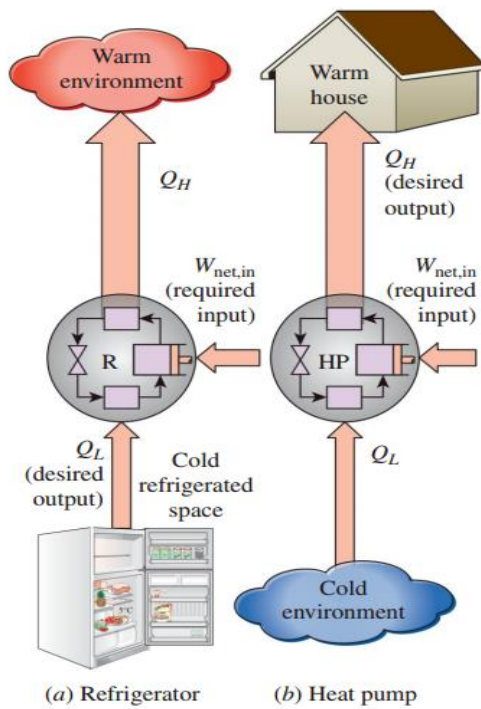 Warm
environment
Q_H
W_net,in
(required
input)
R
Q_L
(desired
output)
Cold
refrigerated
space
(a) Refrigerator
Warm
house
Q_H
(desired
output)
W_net,in
(required
input)
HP
Q_L
Cold
environment
(b) Heat pump